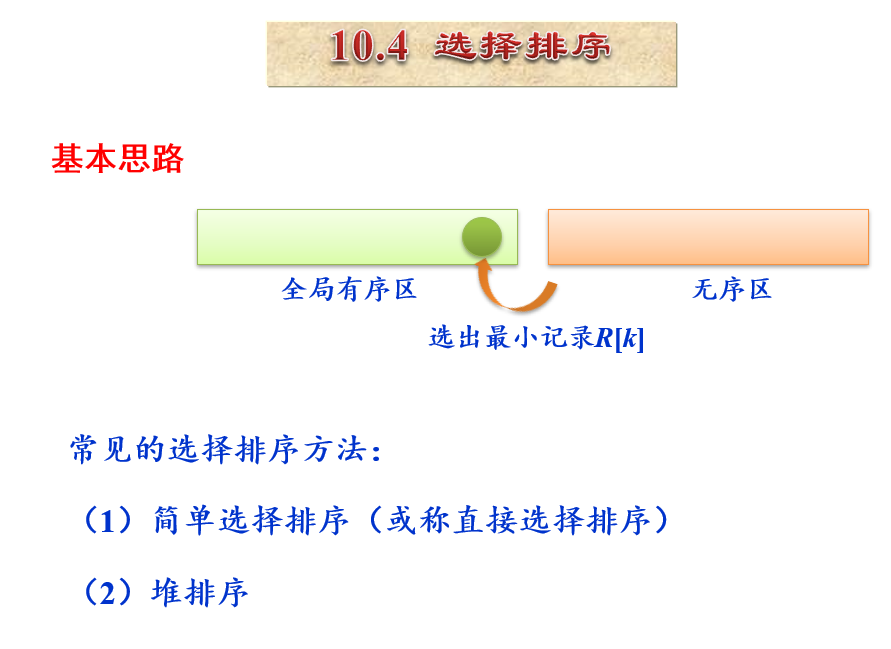 10.4 选择排序
基本思路
全局有序区
无序区
选出最小记录R[k]
常见的选择排序方法：
（1）简单选择排序（或称直接选择排序）
（2）堆排序